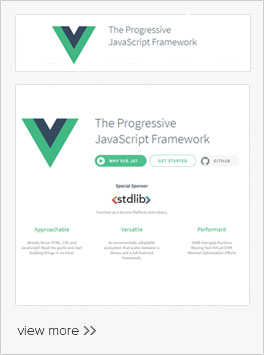 The Progressive
JavaScript Framework
The Progressive
JavaScript Framework
WHY VUE.JS?
GET STARTED
GITHUB
Special Sponsor
<stdlib>
Function as a Service Platform and Library
Approachable
Versatile
Performant
Already know HTML, CSS and
JavaScript? Read the guide and start
building things in no time!
An incrementally adoptable
ecosystem that scales between a
library and a full-featured
framework.
20KB min+gzip Runtime
Blazing Fast Virtual DOM
Minimal Optimization Efforts
view more >>